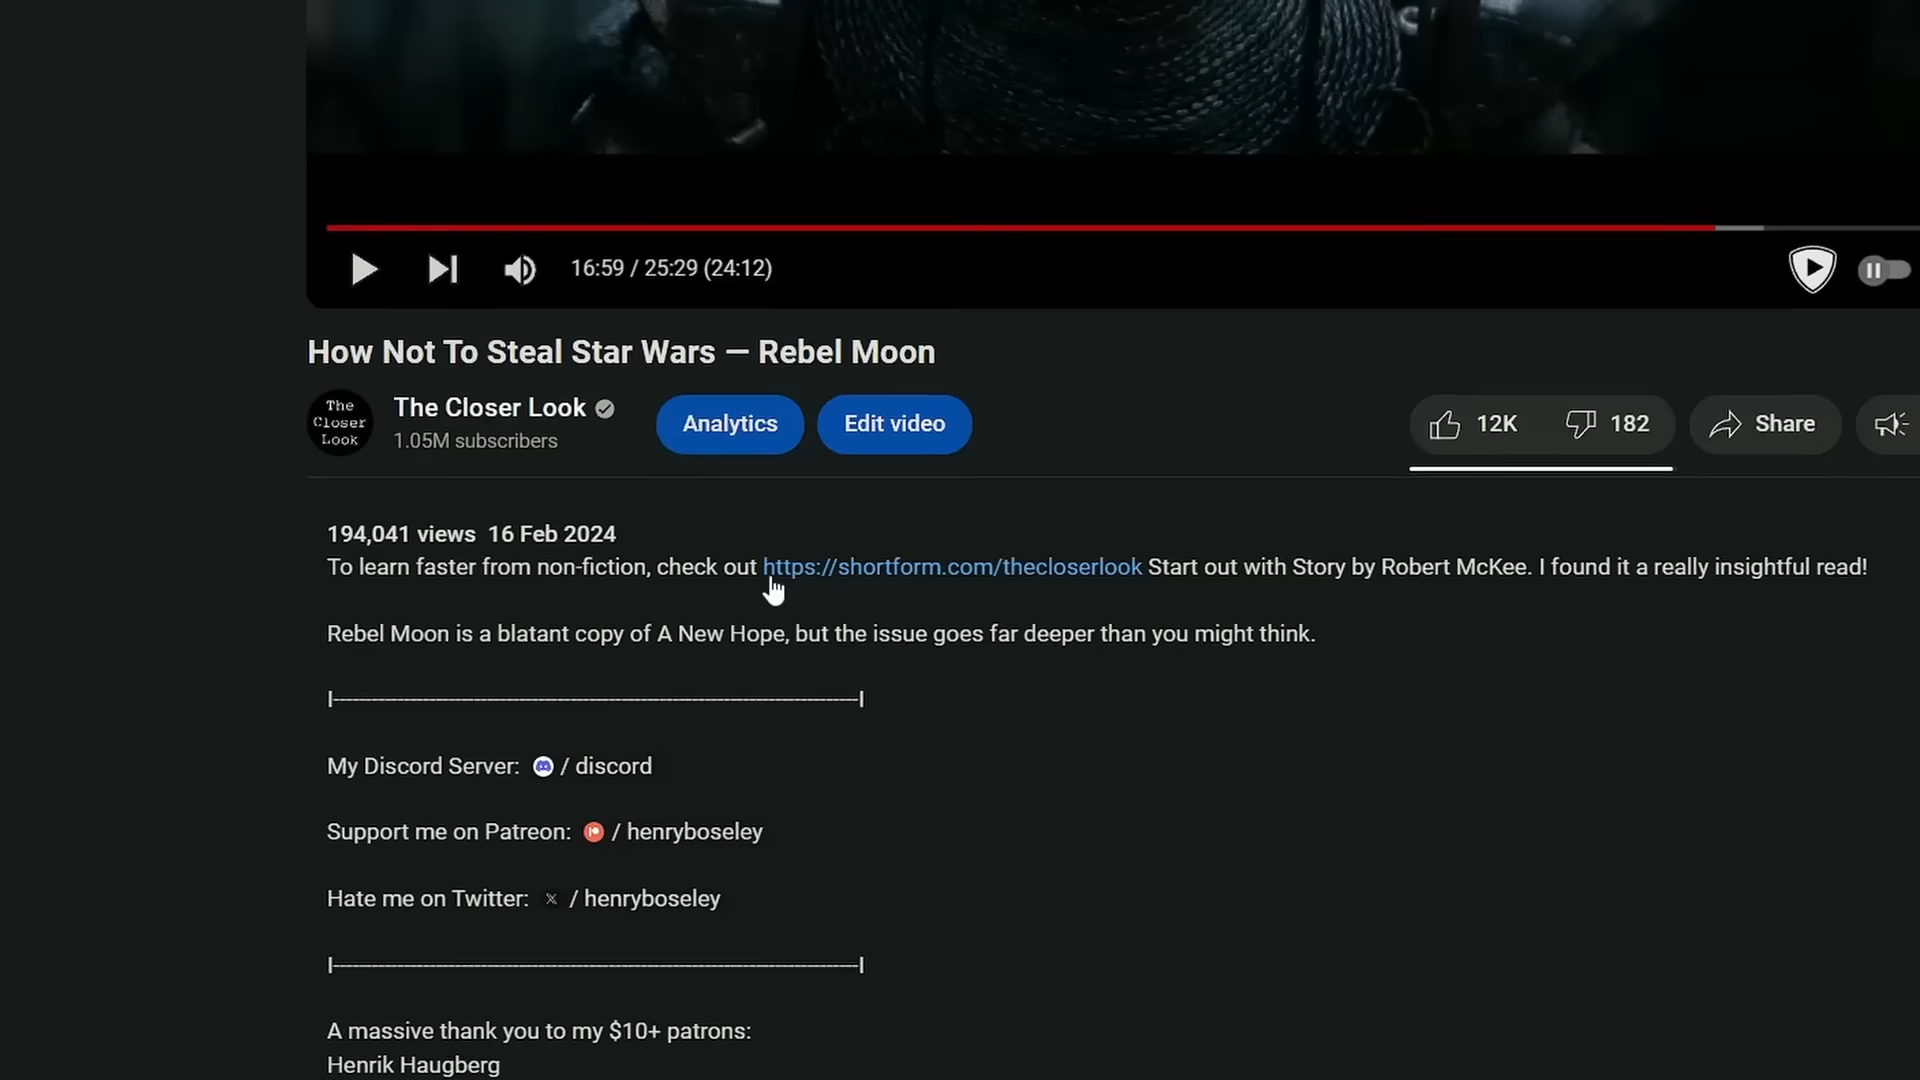 16:59 / 25:29 (24:12)
How Not To Steal Star Wars — Rebel Moon
The Closer Look
The
Closer
Look
1.05M subscribers
Analytics
Edit video
12K
182
Share
194,041 views 16 Feb 2024
To learn faster from non-fiction, check out https://shortform.com/thecloserlook Start out with Story by Robert McKee. I found it a really insightful read!
Rebel Moon is a blatant copy of A New Hope, but the issue goes far deeper than you might think.
My Discord Server: / discord
Support me on Patreon: / henryboseley
Hate me on Twitter: X / henryboseley
A massive thank you to my $10+ patrons:
Henrik Haugberg